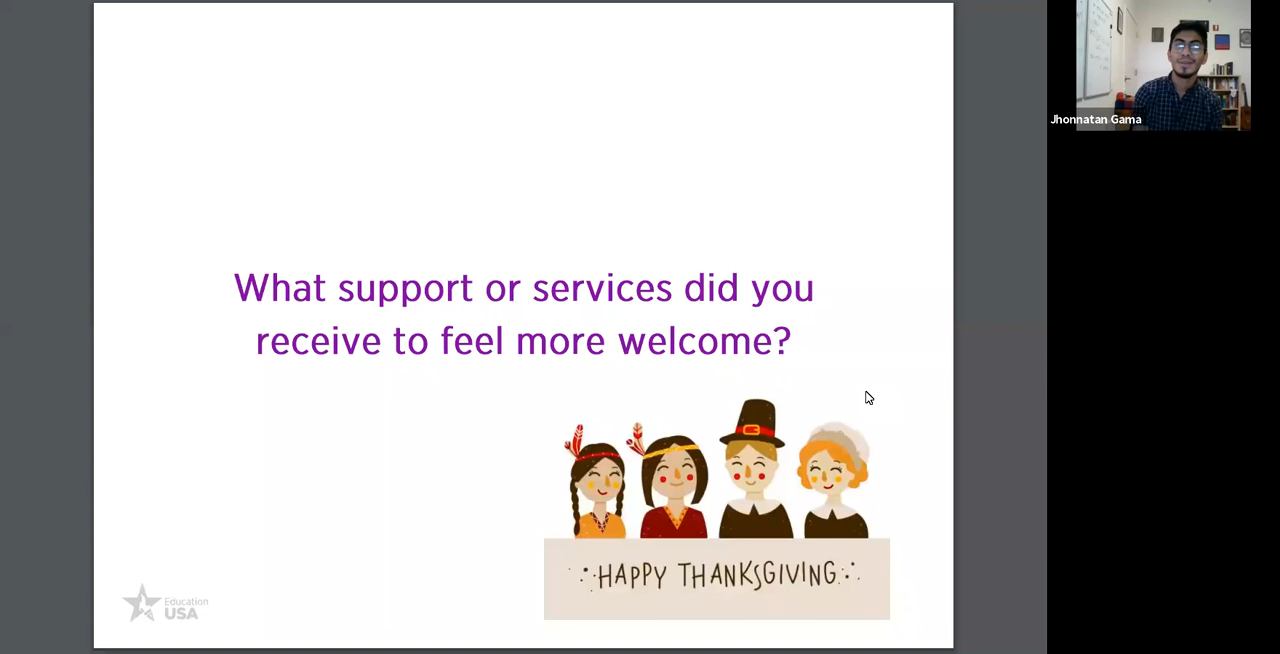 What support or services did you
receive to feel more welcome?
HAPPY THANKSGIVING
Education
USA
Jhonnatan Gama